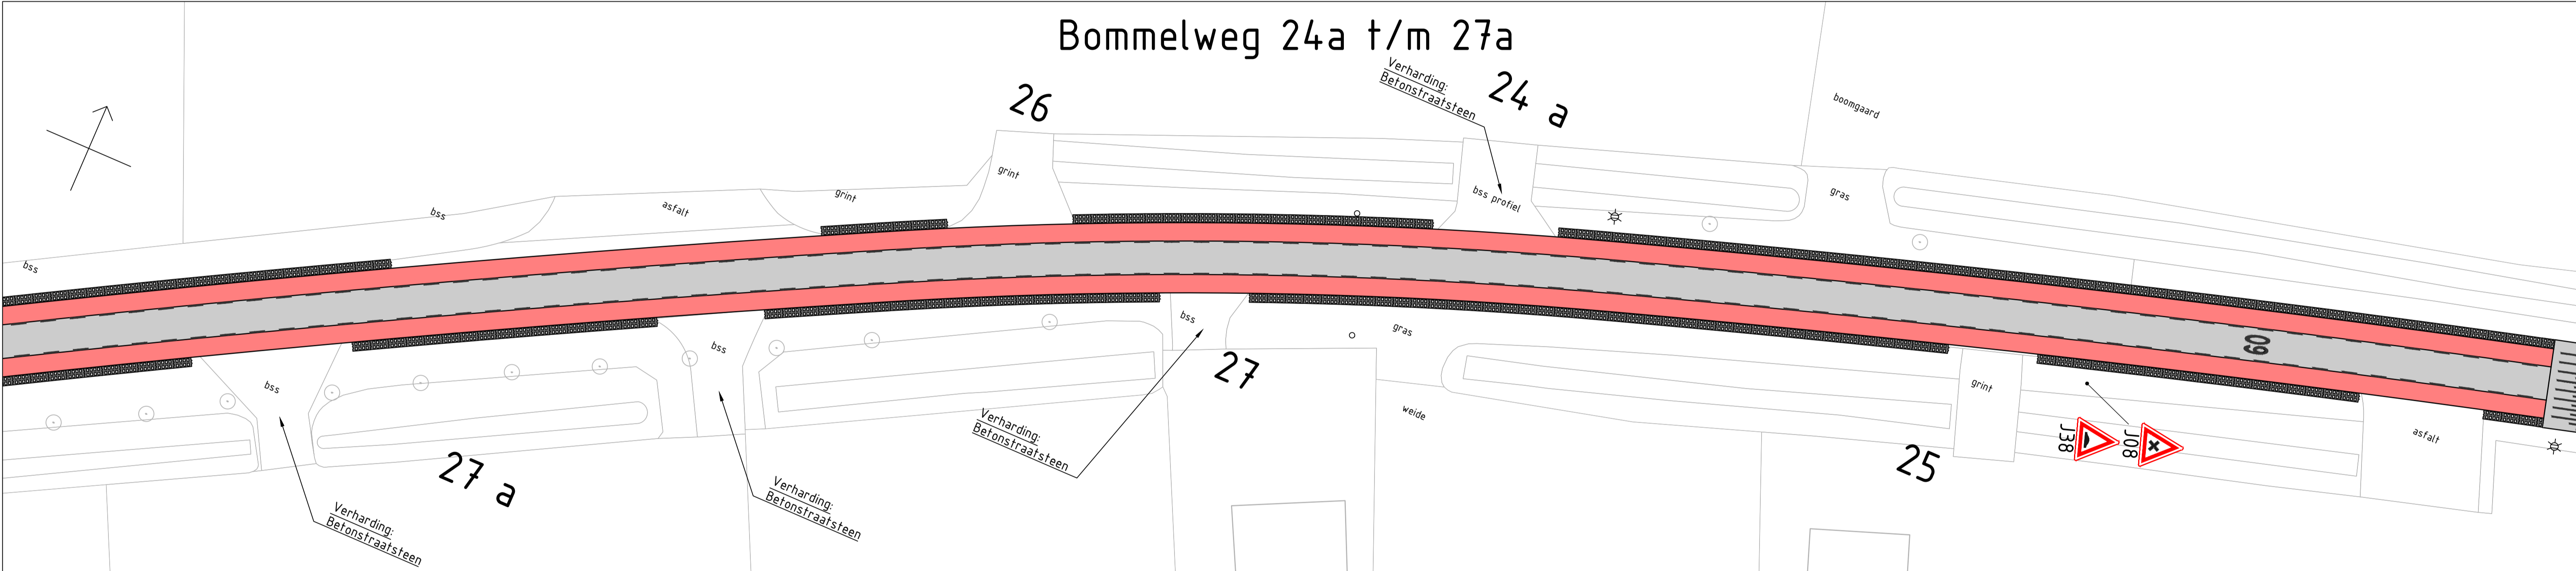 Bommelweg 24a t/m 27a
Verharding:
Betonstraatsteen
24 a
26
boomgaard
grint
bss profiel
gras
grint
asfalt
bss
bss
60
bss
gras
bss
bss
27
weide
grint
asfalt
25
J38
J08
Verharding:
Betonstraatsteen
27 a
Verharding:
Betonstraatsteen
Verharding:
Betonstraatsteen